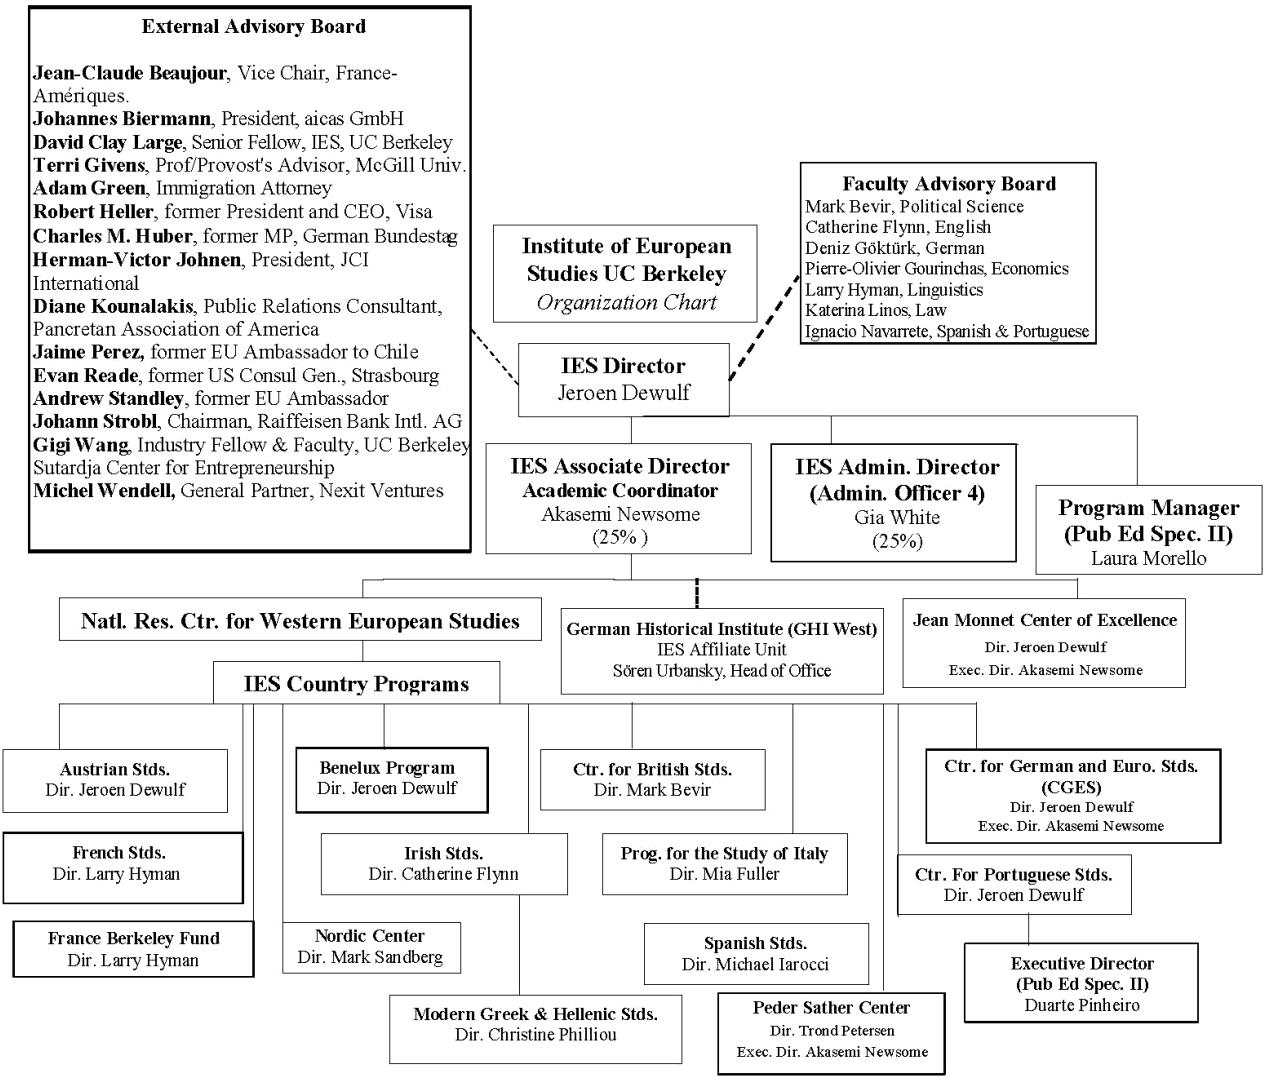 External Advisory Board
Jean-Claude Beaujour, Vice Chair, France-
Amériques.
Johannes Biermann, President, aicas GmbH
David Clay Large, Senior Fellow, IES, UC Berkeley
Terri Givens, Prof/Provost's Advisor, McGill Univ.
Adam Green, Immigration Attorney
Robert Heller, former President and CEO, Visa
Charles M. Huber, former MP, German Bundestag
Herman-Victor Johnen, President, JCI
International
Diane Kounalakis, Public Relations Consultant,
Pancretan Association of America
Jaime Perez, former EU Ambassador to Chile
Evan Reade, former US Consul Gen., Strasbourg
Andrew Standley, former EU Ambassador
Johann Strobl, Chairman, Raiffeisen Bank Intl. AG
Gigi Wang, Industry Fellow & Faculty, UC Berkeley
Sutardja Center for Entrepreneurship
Michel Wendell, General Partner, Nexit Ventures
Institute of European
Studies UC Berkeley
Organization Chart
Faculty Advisory Board
Mark Bevir, Political Science
Catherine Flynn, English
Deniz Göktürk, German
Pierre-Olivier Gourinchas, Economics
Larry Hyman, Linguistics
Katerina Linos, Law
Ignacio Navarrete, Spanish & Portuguese
IES Director
Jeroen Dewulf
IES Associate Director
Academic Coordinator
Akasemi Newsome
(25% )
IES Admin. Director
(Admin. Officer 4)
Gia White
(25%)
Program Manager
(Pub Ed Spec. II)
Laura Morello
Natl. Res. Ctr. for Western European Studies
German Historical Institute (GHI West)
IES Affiliate Unit
Sören Urbansky, Head of Office
Jean Monnet Center of Excellence
Dir. Jeroen Dewulf
Exec. Dir. Akasemi Newsome
IES Country Programs
Austrian Stds.
Dir. Jeroen Dewulf
Benelux Program
Dir. Jeroen Dewulf
Ctr. for British Stds.
Dir. Mark Bevir
Ctr. for German and Euro. Stds.
(CGES)
Dir. Jeroen Dewulf
Exec. Dir. Akasemi Newsome
French Stds.
Dir. Larry Hyman
Irish Stds.
Dir. Catherine Flynn
Prog. for the Study of Italy
Dir. Mia Fuller
Ctr. For Portuguese Stds.
Dir. Jeroen Dewulf
France Berkeley Fund
Dir. Larry Hyman
Nordic Center
Dir. Mark Sandberg
Spanish Stds.
Dir. Michael Iarocci
Executive Director
(Pub Ed Spec. II)
Duarte Pinheiro
Modern Greek & Hellenic Stds.
Dir. Christine Philliou
Peder Sather Center
Dir. Trond Petersen
Exec. Dir. Akasemi Newsome